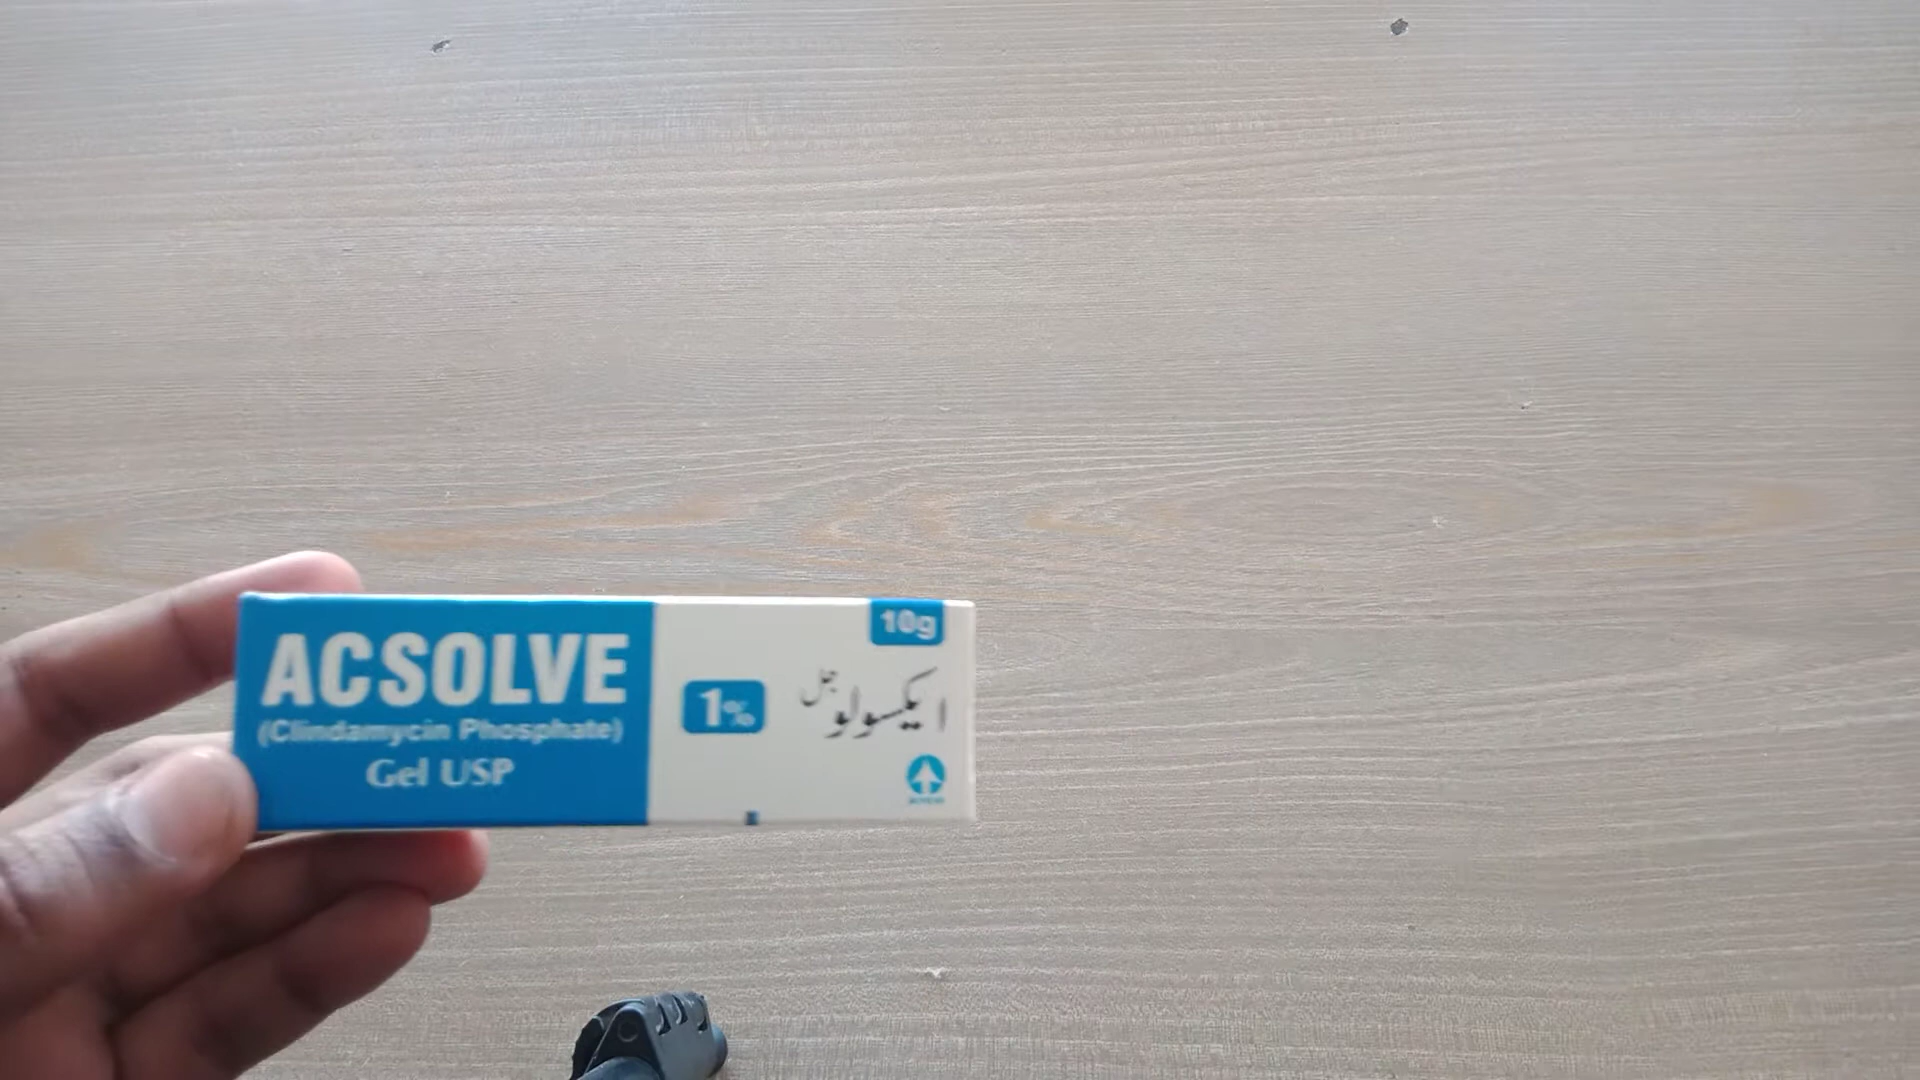 ACSOLVE
(Clindamycin Phosphate)
Gel USP
1%
10g
ایکسولو جل